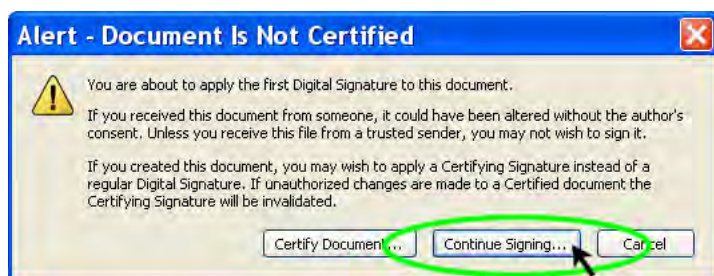 Alert - Document Is Not Certified
You are about to apply the first Digital Signature to this document.
If you received this document from someone, it could have been altered without the author's
consent. Unless you receive this file from a trusted sender, you may not wish to sign it.
If you created this document, you may wish to apply a Certifying Signature instead of a
regular Digital Signature. If unauthorized changes are made to a Certified document the
Certifying Signature will be invalidated.
Certify Document... Continue Signing... Cancel